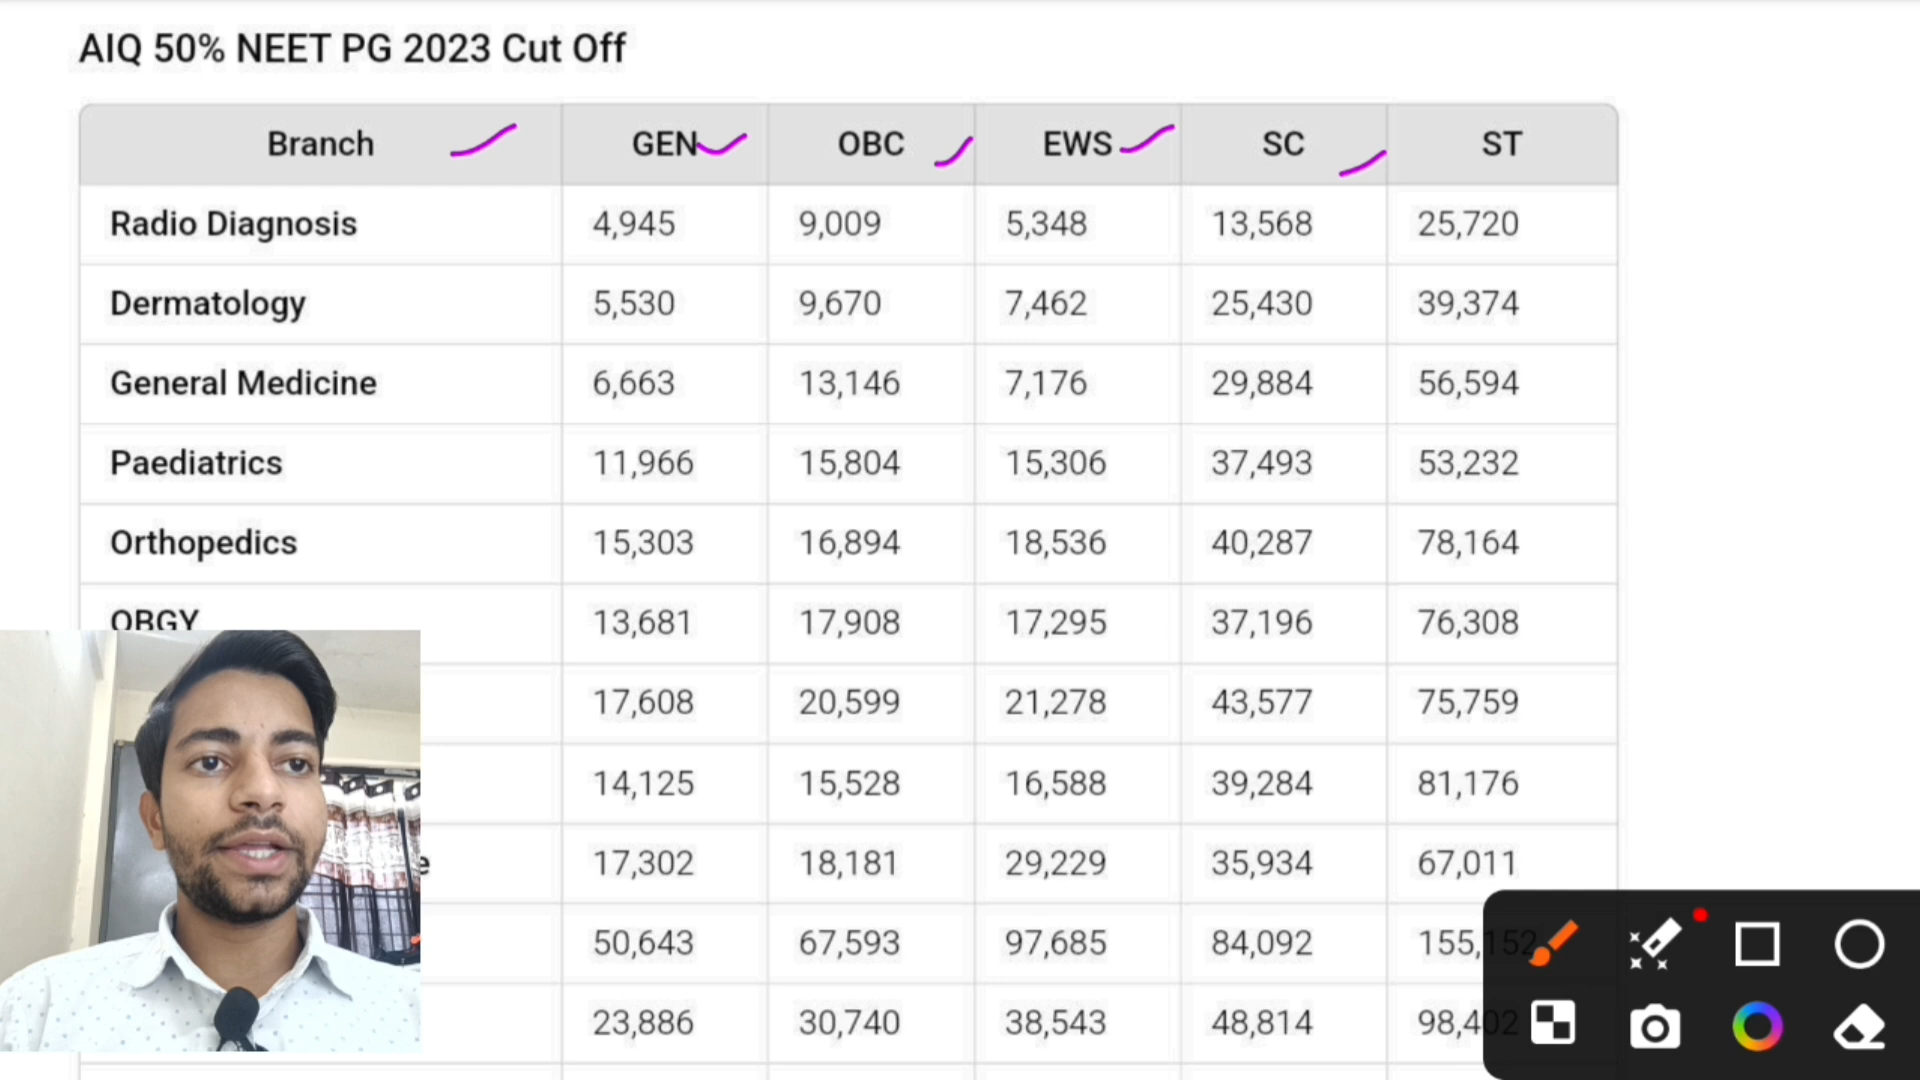 AIQ 50% NEET PG 2023 Cut Off
Branch GEN OBC EWS SC ST
Radio Diagnosis 4,945 9,009 5,348 13,568 25,720
Dermatology 5,530 9,670 7,462 25,430 39,374
General Medicine 6,663 13,146 7,176 29,884 56,594
Paediatrics 11,966 15,804 15,306 37,493 53,232
Orthopedics 15,303 16,894 18,536 40,287 78,164
OBGY 13,681 17,908 17,295 37,196 76,308
17,608 20,599 21,278 43,577 75,759
14,125 15,528 16,588 39,284 81,176
e 17,302 18,181 29,229 35,934 67,011
50,643 67,593 97,685 84,092 155,152
23,886 30,740 38,543 48,814 98,402